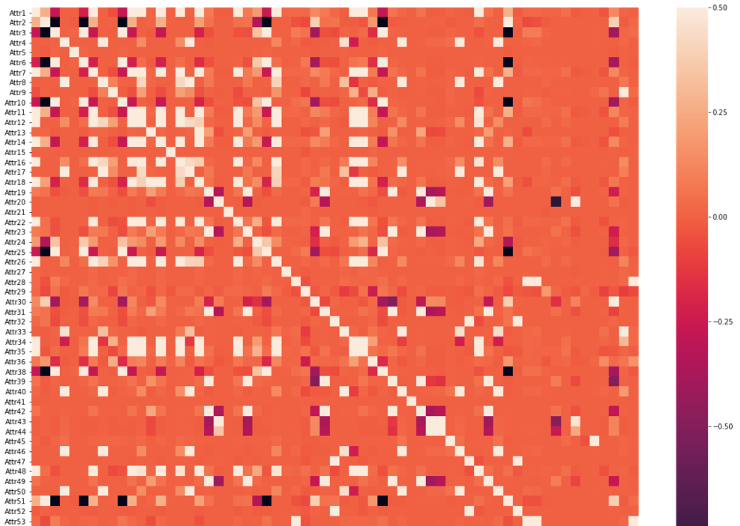 Attr1
Attr2
Attr3
Attr4
Attr5
Attr6
Attr7
Attr8
Attr9
Attr10
Attr11
Attr12
Attr13
Attr14
Attr15
Attr16
Attr17
Attr18
Attr19
Attr20
Attr21
Attr22
Attr23
Attr24
Attr25
Attr26
Attr27
Attr28
Attr29
Attr30
Attr31
Attr32
Attr33
Attr34
Attr35
Attr36
Attr38
Attr39
Attr40
Attr41
Attr42
Attr43
Attr44
Attr45
Attr46
Attr47
Attr48
Attr49
Attr50
Attr51
Attr52
Attr53
0.50
0.25
0.00
−0.25
−0.50